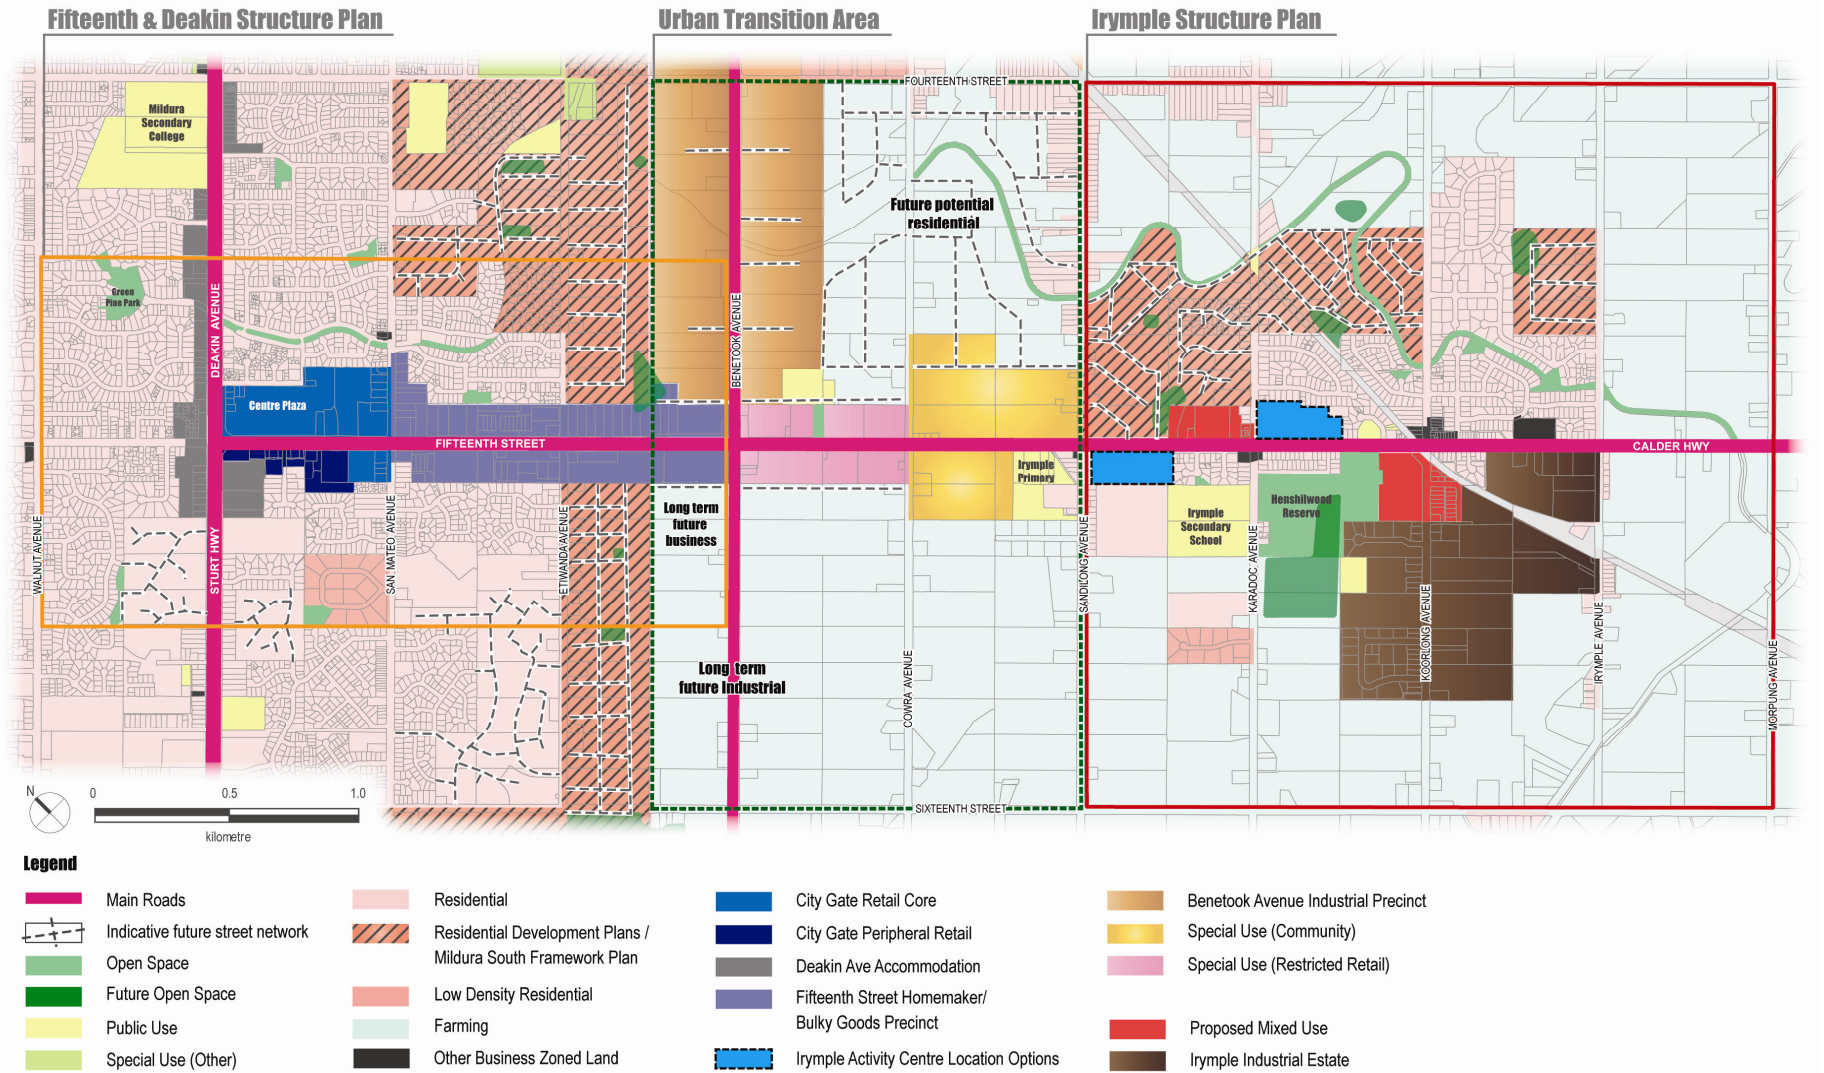 Fifteenth & Deakin Structure Plan
Urban Transition Area
Irymple Structure Plan
FOURTEENTH STREET
Mildura
Secondary
College
Future potential
residential
Green
Pine Park
DEAKIN AVENUE
BENETOOK AVENUE
Centre Plaza
FIFTEENTH STREET
CALDER HWY
Irymple
Primary
Long term
future
business
Irymple
Secondary
School
Henshilwood
Reserve
WALNUT AVENUE
STURT HWY
SAN MATEO AVENUE
ETIWANDA AVENUE
SANDILONG AVENUE
KARADOC AVENUE
KOORLONG AVENUE
IRYMPLE AVENUE
MORPUNG AVENUE
COWRA AVENUE
Long term
future Industrial
SIXTEENTH STREET
N
0 0.5 1.0
kilometre
Legend
Main Roads
Indicative future street network
Open Space
Future Open Space
Public Use
Special Use (Other)
Residential
Residential Development Plans /
Mildura South Framework Plan
Low Density Residential
Farming
Other Business Zoned Land
City Gate Retail Core
City Gate Peripheral Retail
Deakin Ave Accommodation
Fifteenth Street Homemaker/
Bulky Goods Precinct
Irymple Activity Centre Location Options
Benetook Avenue Industrial Precinct
Special Use (Community)
Special Use (Restricted Retail)
Proposed Mixed Use
Irymple Industrial Estate